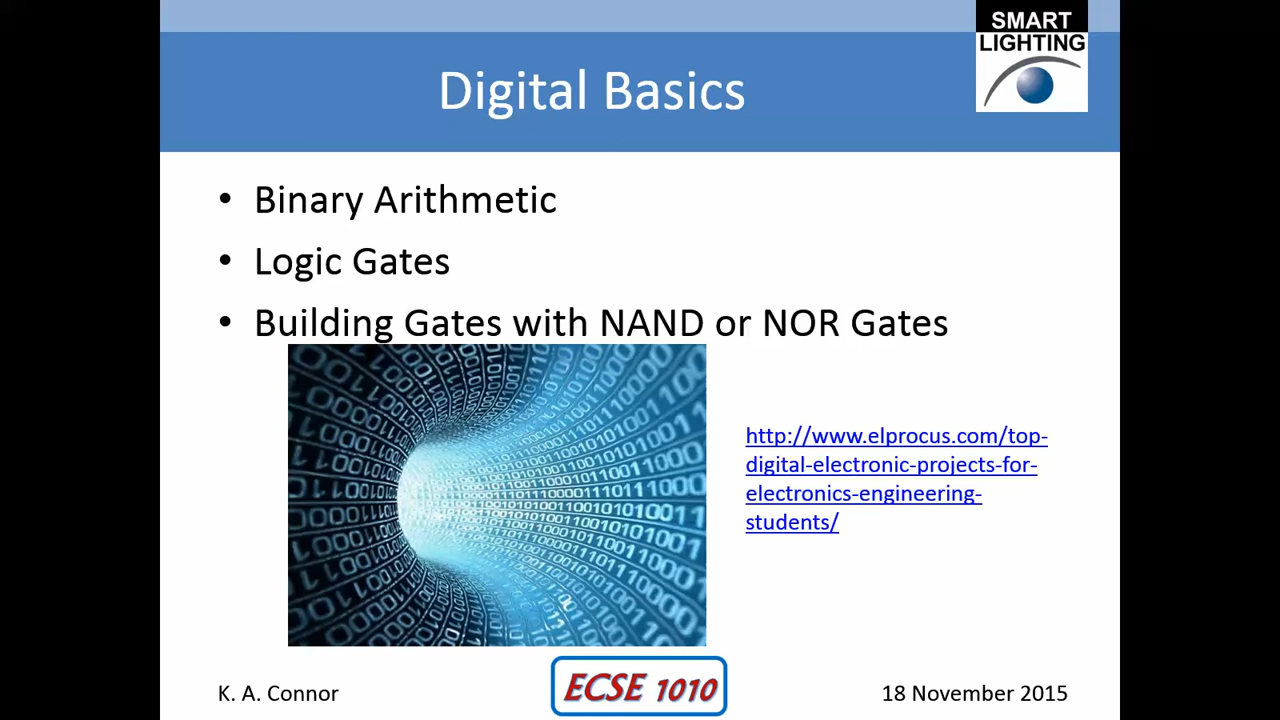 SMART
LIGHTING
Digital Basics
• Binary Arithmetic
• Logic Gates
• Building Gates with NAND or NOR Gates
http://www.elprocus.com/top-
digital-electronic-projects-for-
electronics-engineering-
students/
K. A. Connor
ECSE 1010
18 November 2015